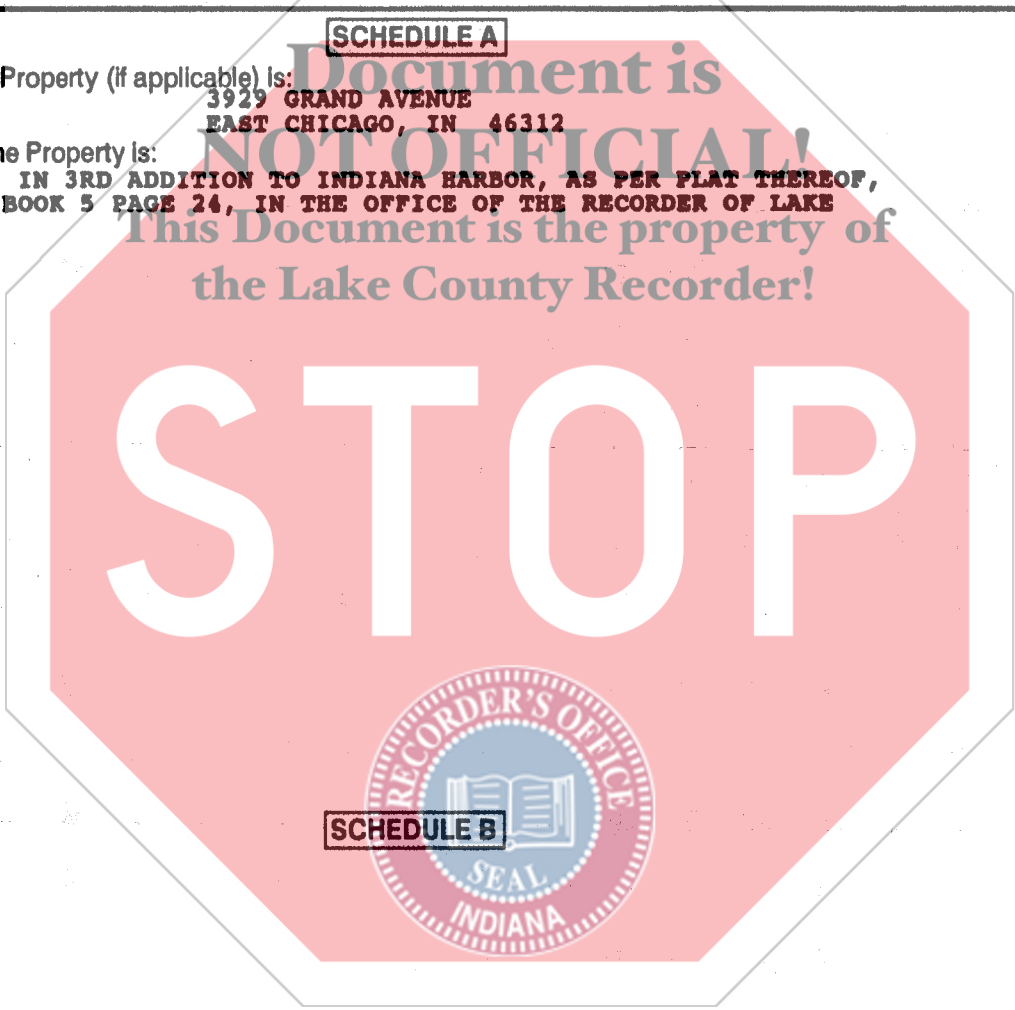 SCHEDULE A
Document is
Property (if applicable) is:
3929 GRAND AVENUE
EAST CHICAGO, IN 46312
NOT OFFICIAL!
Property is:
IN 3RD ADDITION TO INDIANA HARBOR, AS PER PLAT THEREOF,
BOOK 5 PAGE 24, IN THE OFFICE OF THE RECORDER OF LAKE
This Document is the property of
the Lake County Recorder!
STOP
RECORDER'S OFFICE
SCHEDULE B
SEAL
INDIANA